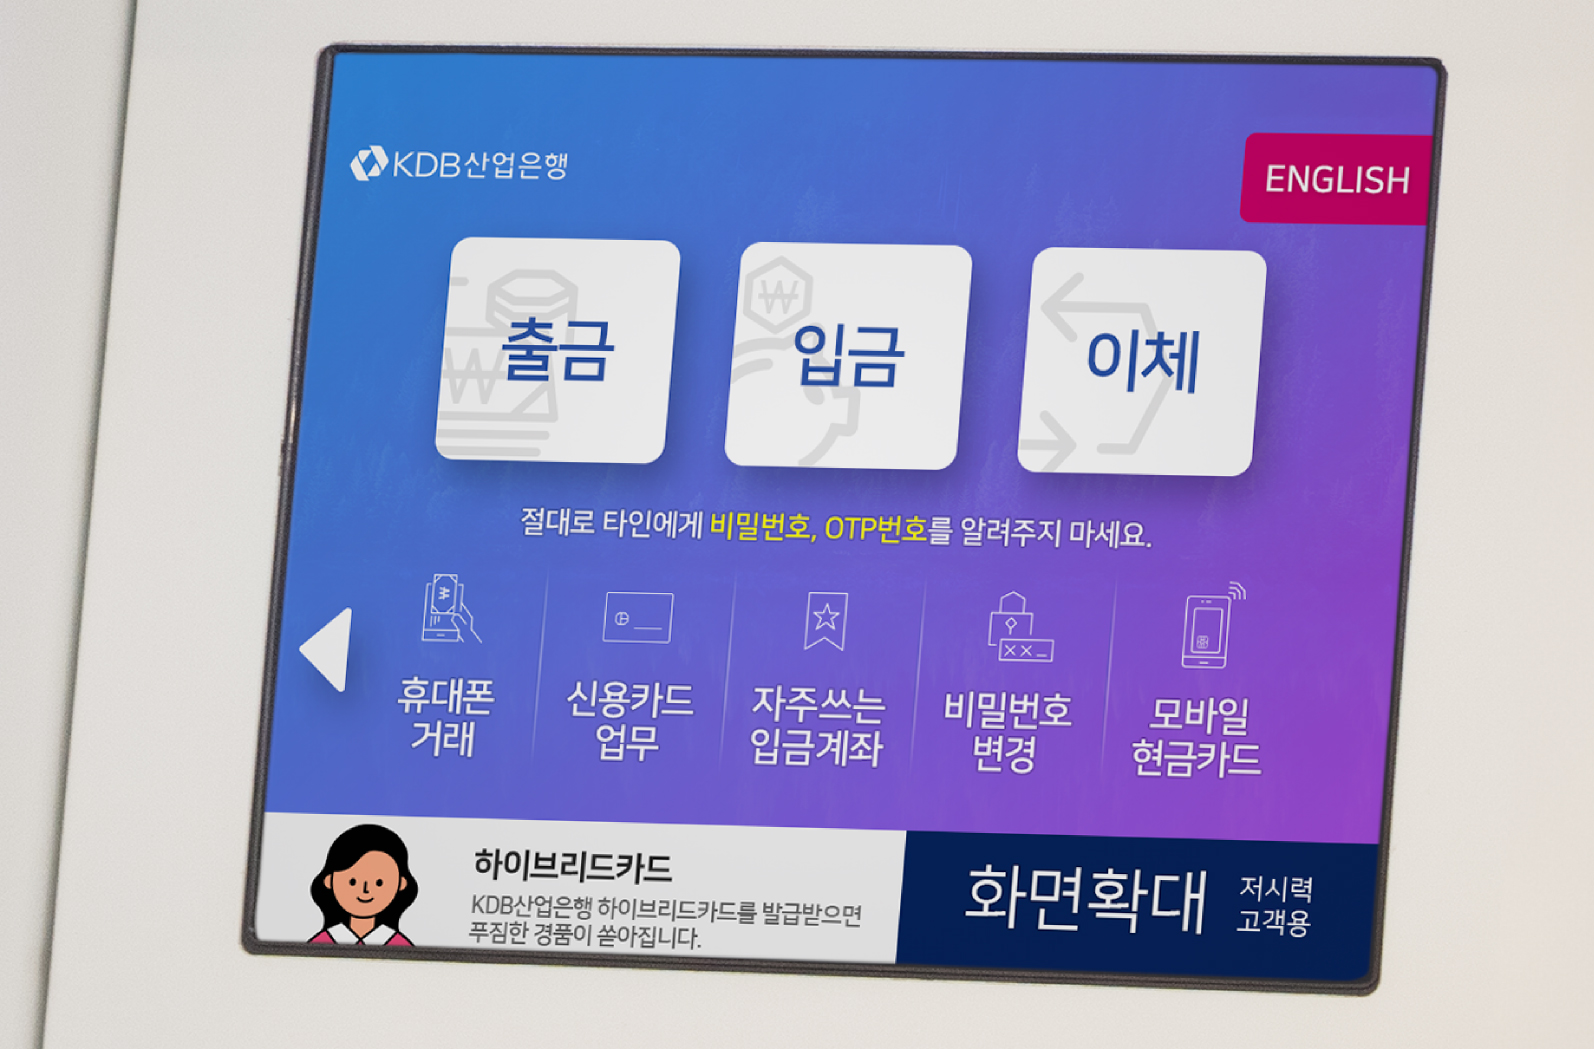 KDB산업은행
ENGLISH
출금
입금
이체
절대로 타인에게 비밀번호, OTP번호를 알려주지 마세요.
휴대폰
거래
신용카드
업무
자주쓰는
입금계좌
비밀번호
변경
모바일
현금카드
하이브리드카드
KDB산업은행 하이브리드카드를 발급받으면
푸짐한 경품이 쏟아집니다.
화면확대
저시력
고객용